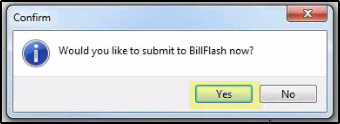 Confirm
Would you like to submit to BillFlash now?
Yes
No